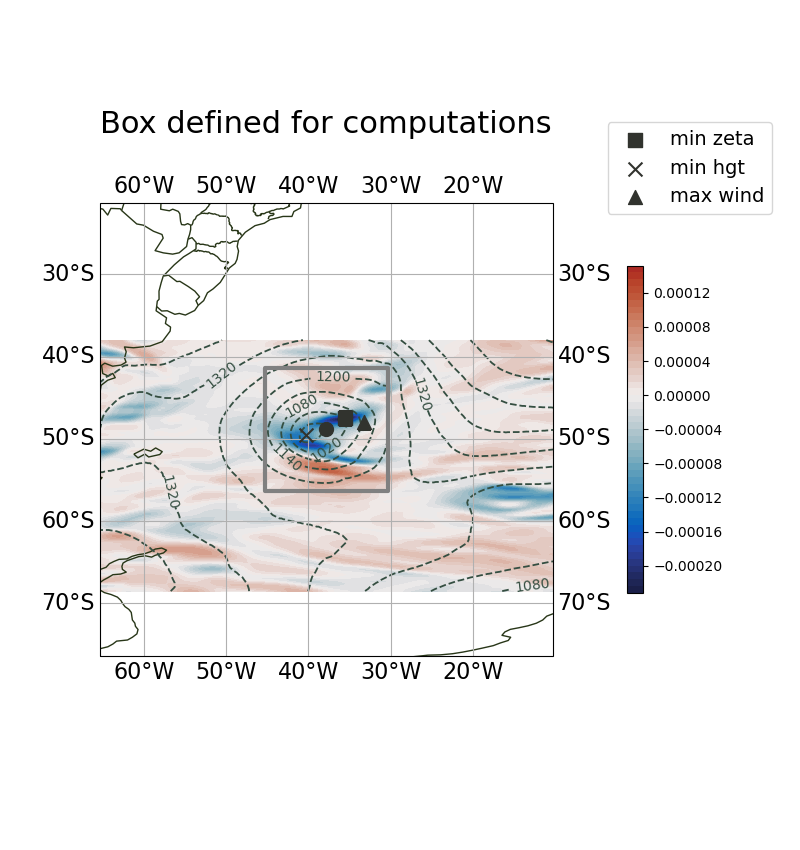 Box defined for computations
min zeta
min hgt
max wind
60°W 50°W 40°W 30°W 20°W
30°S 30°S
40°S 40°S
50°S 50°S
60°S 60°S
70°S 70°S
1320
1200
1320
1080
1140
1020
1320
1080
60°W 50°W 40°W 30°W 20°W
0.00012
0.00008
0.00004
0.00000
−0.00004
−0.00008
−0.00012
−0.00016
−0.00020